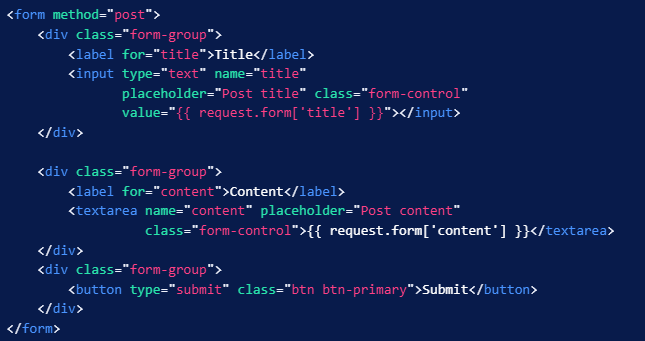 <form method="post">
    <div class="form-group">
        <label for="title">Title</label>
        <input type="text" name="title"
               placeholder="Post title" class="form-control"
               value="{{ request.form['title'] }}"></input>
    </div>

    <div class="form-group">
        <label for="content">Content</label>
        <textarea name="content" placeholder="Post content"
                  class="form-control">{{ request.form['content'] }}</textarea>
    </div>
    <div class="form-group">
        <button type="submit" class="btn btn-primary">Submit</button>
    </div>
</form>